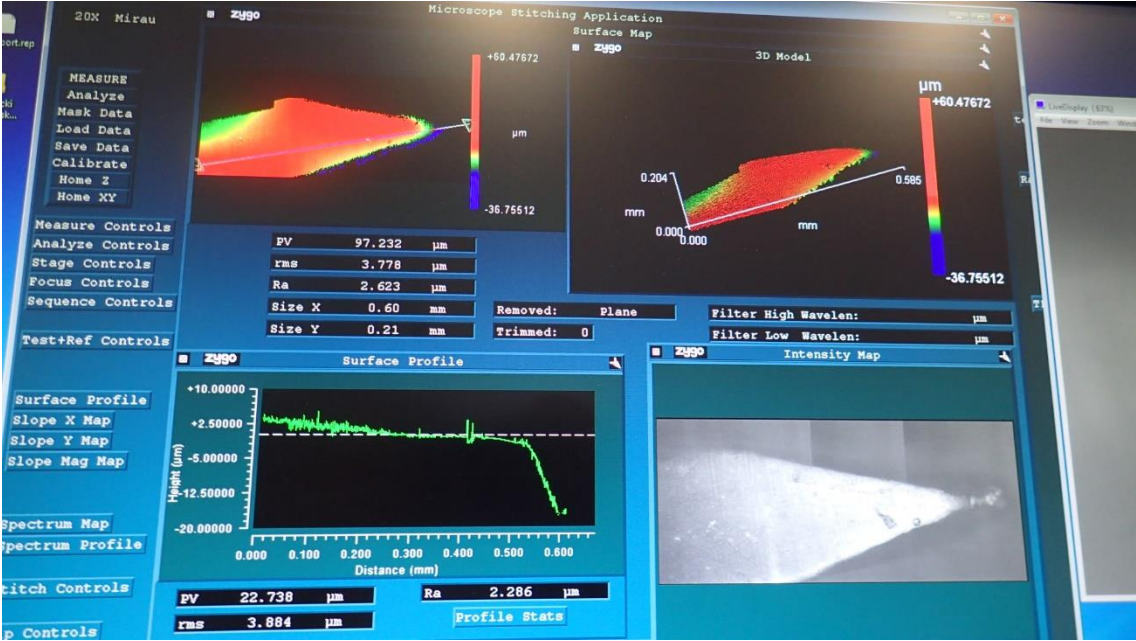 20X Mirau
zygo
Microscope Stitching Application
port.rep
cki
sk...
MEASURE
Analyze
Mask Data
Load Data
Save Data
Calibrate
Home Z
Home XY
Measure Controls
Analyze Controls
Stage Controls
Focus Controls
Sequence Controls
Test+Ref Controls
Surface Profile
Slope X Map
Slope Y Map
Slope Mag Map
Spectrum Map
Spectrum Profile
titch Controls
p Controls
+60.47672
µm
-36.75512
Surface Map
zygo
3D Model
µm
+60.47672
0.204
mm
0.000
0.000
mm
0.585
-36.75512
PV 97.232 µm
rms 3.778 µm
Ra 2.623 µm
Size X 0.60 mm
Size Y 0.21 mm
Removed: Plane
Trimmed: 0
Filter High Wavelen: µm
Filter Low Wavelen: µm
zygo
Surface Profile
+10.00000
+2.50000
-5.00000
-12.50000
-20.00000
Height (µm)
0.000 0.100 0.200 0.300 0.400 0.500 0.600
Distance (mm)
PV 22.738 µm
rms 3.884 µm
Ra 2.286 µm
Profile Stats
zygo
Intensity Map
LiveDisplay (63%)
File View Zoom Wind